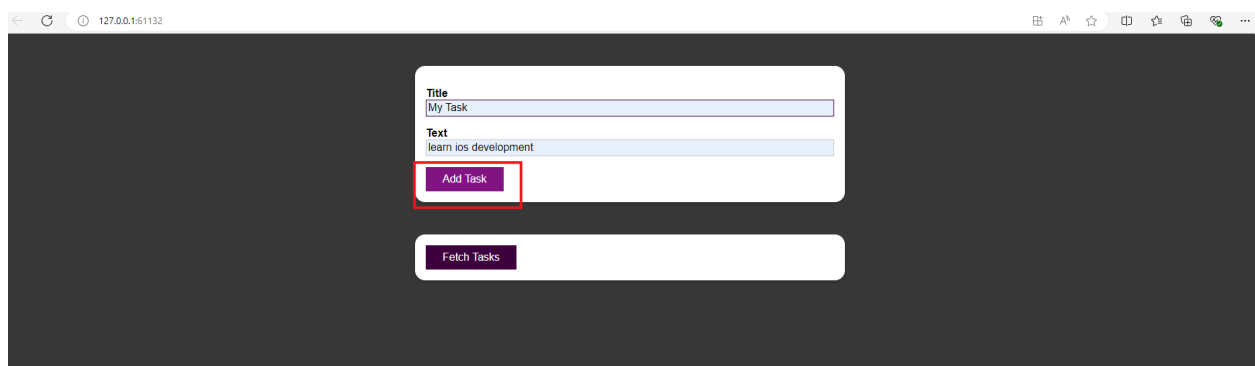 127.0.0.1:61132
Title
My Task
Text
learn ios development
Add Task
Fetch Tasks